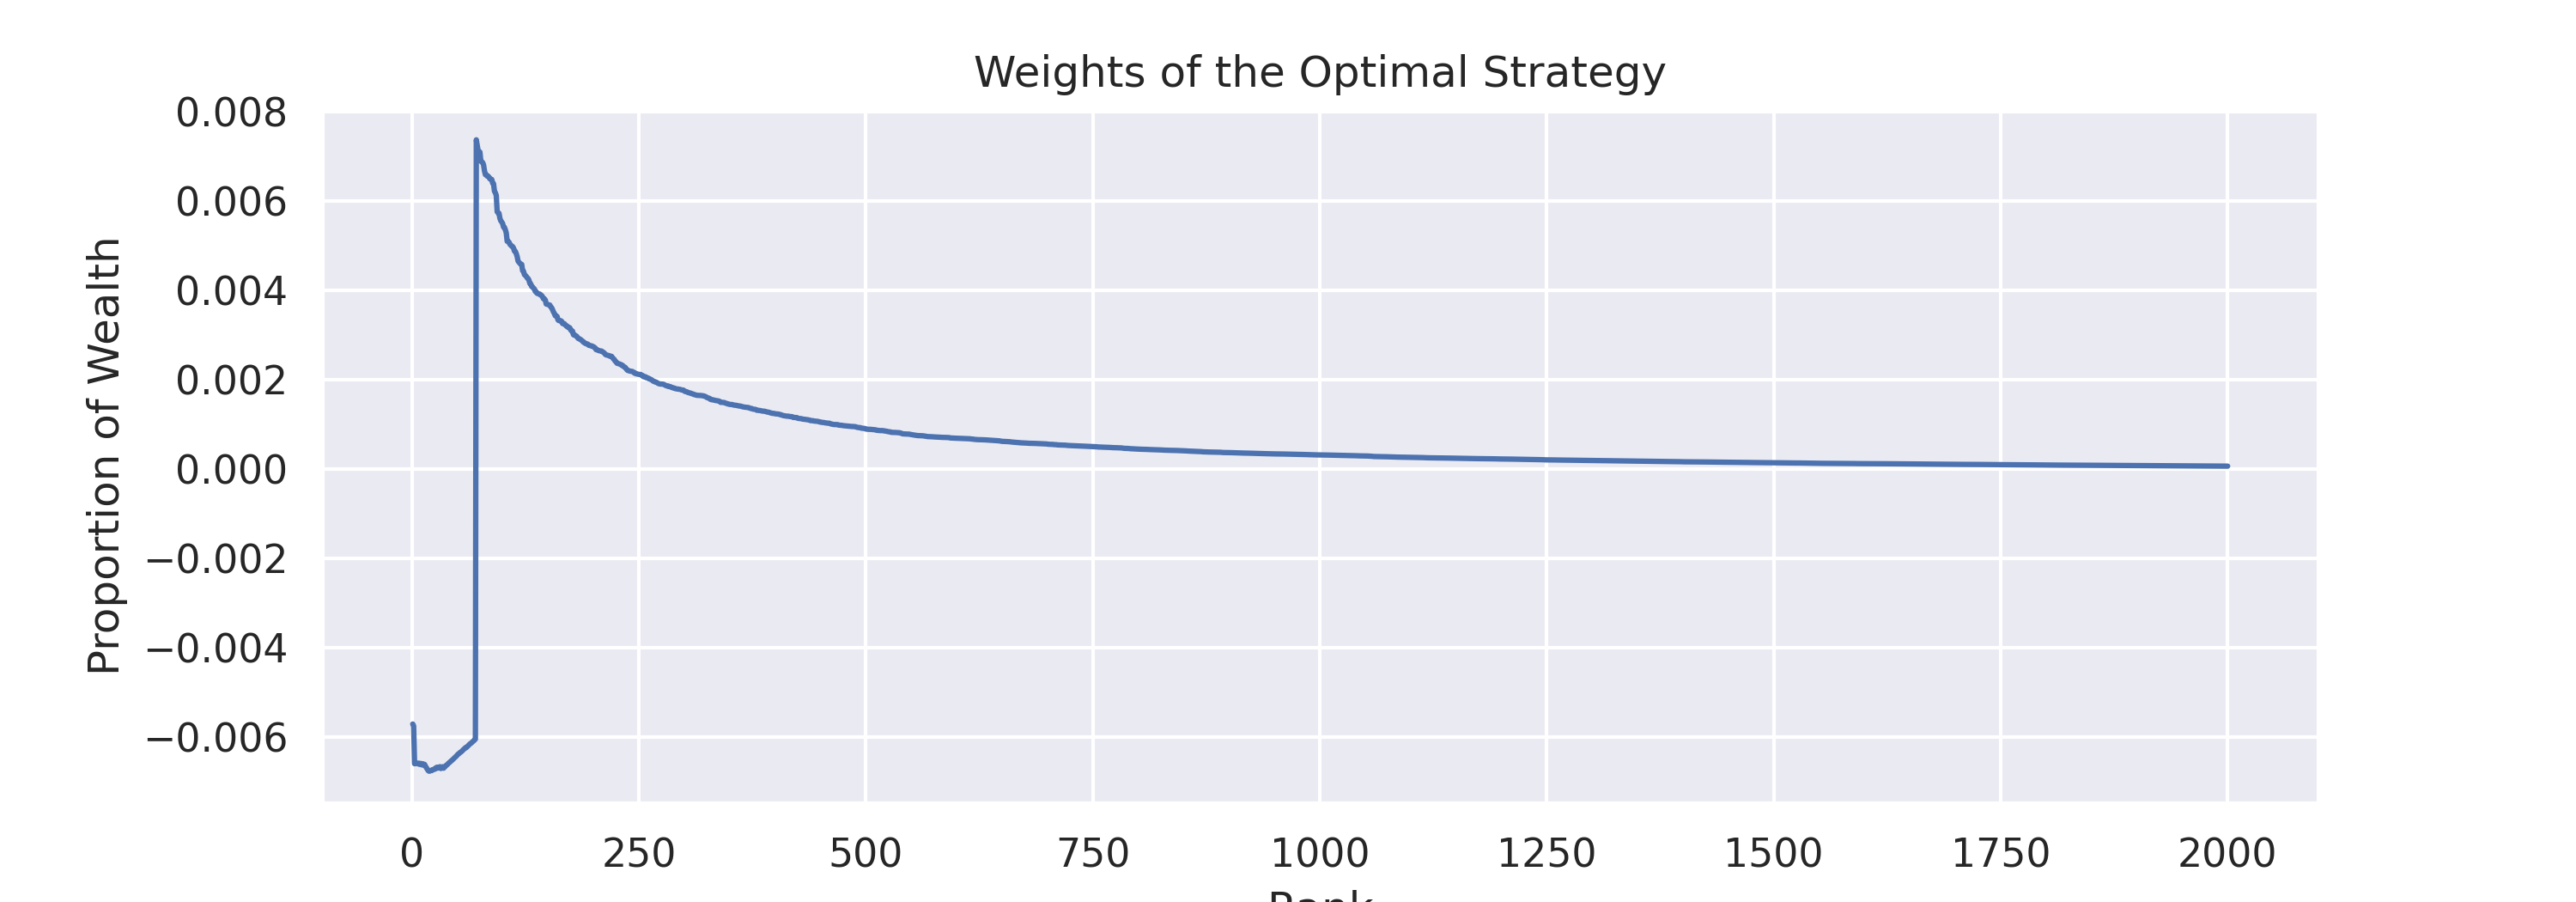 Weights of the Optimal Strategy
0.008
0.006
0.004
0.002
0.000
−0.002
−0.004
−0.006
Proportion of Wealth
0 250 500 750 1000 1250 1500 1750 2000
Rank